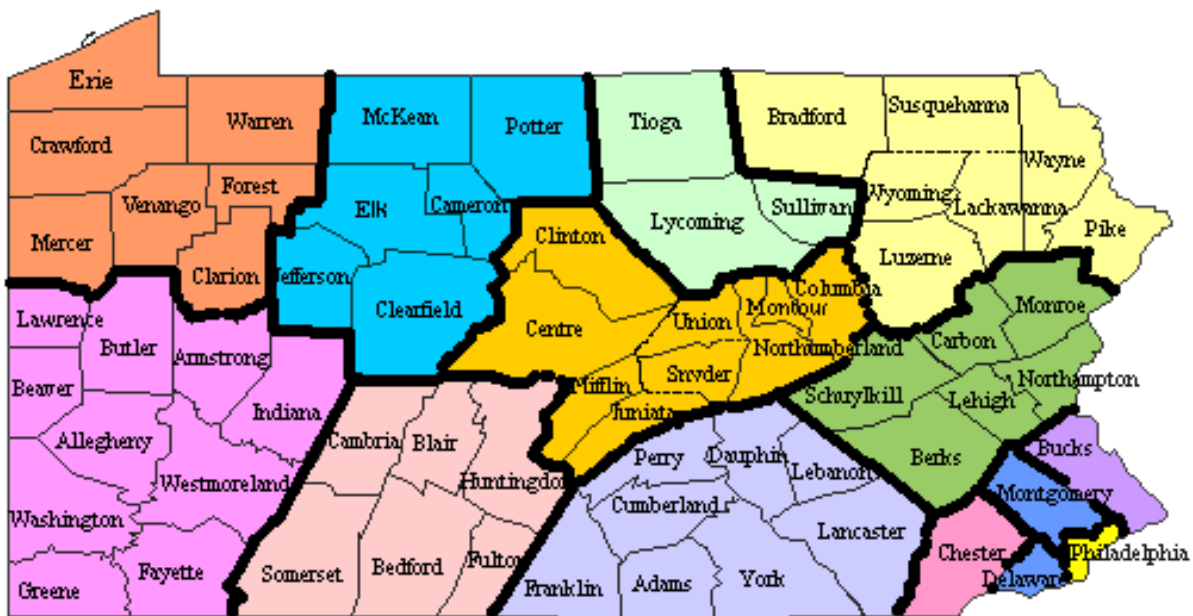 Erie
Warren
McKean
Potter
Tioga
Bradford
Susquehanna
Crawford
Wayne
Forest
Venango
Elk
Cameron
Wyoming
Lackawanna
Sullivan
Lycoming
Pike
Mercer
Clinton
Clarion
Jefferson
Luzerne
Columbia
Clearfield
Montour
Monroe
Lawrence
Centre
Union
Butler
Armstrong
Northumberland
Carbon
Beaver
Mifflin
Snyder
Schuylkill
Lehigh
Northampton
Indiana
Juniata
Allegheny
Cambria
Blair
Perry
Dauphin
Lebanon
Berks
Bucks
Westmoreland
Huntingdon
Cumberland
Montgomery
Washington
Lancaster
Chester
Philadelphia
Fulton
Greene
Fayette
Somerset
Bedford
Franklin
Adams
York
Delaware